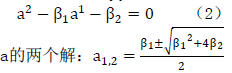 a² − β₁a¹ − β₂ = 0 （2）
a的两个解：a₁,₂ = (β₁±√(β₁²+4β₂))/2